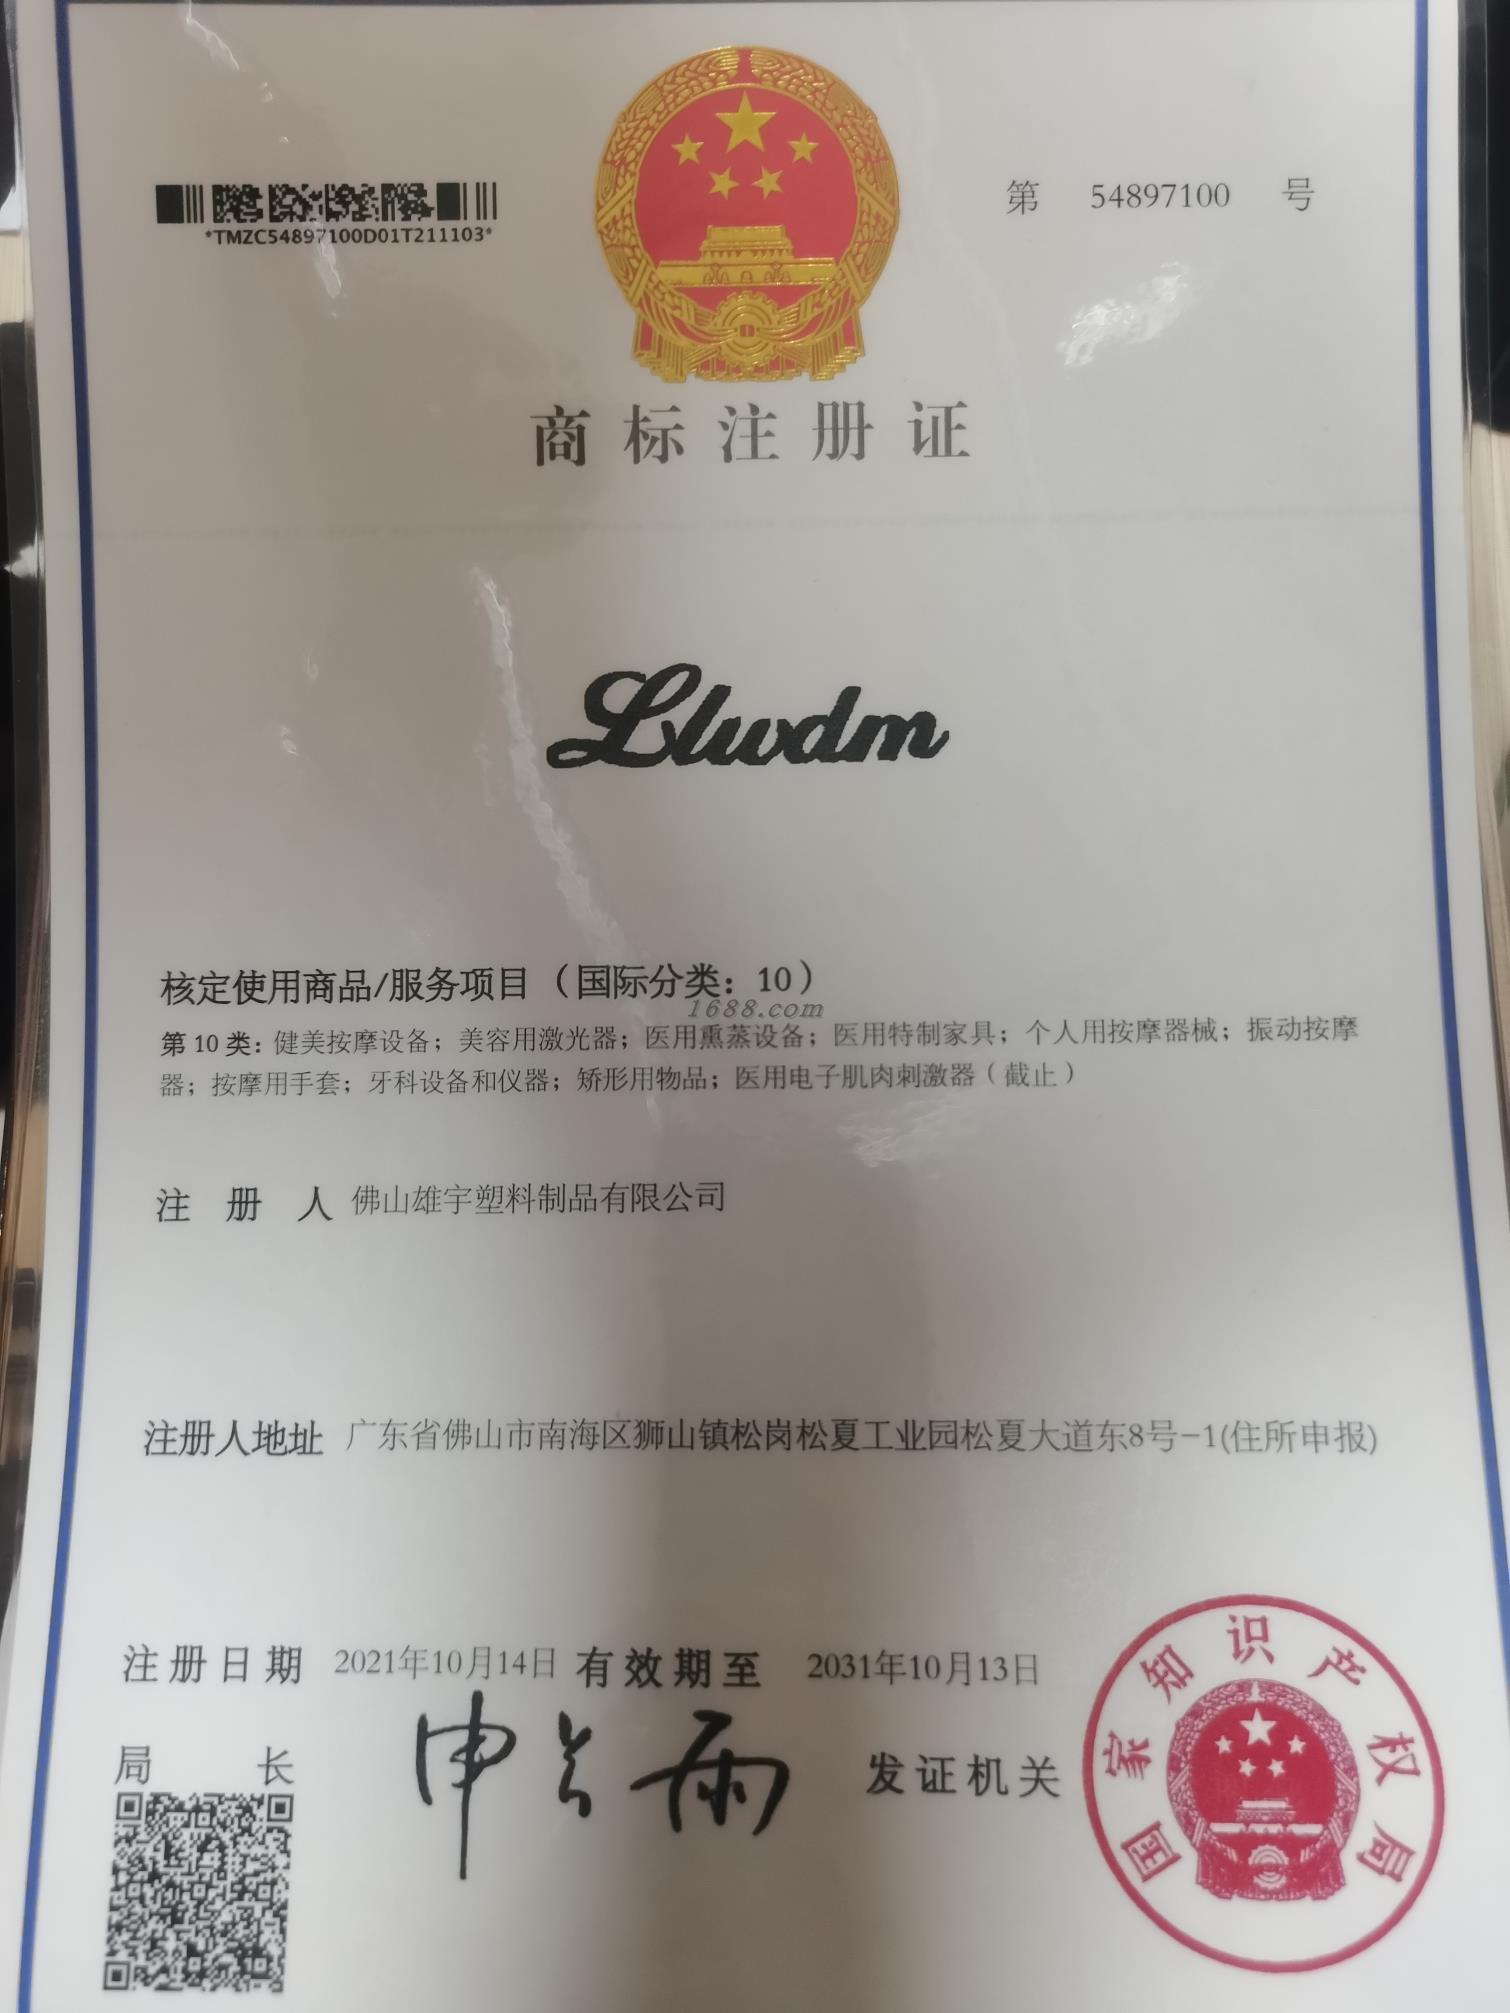 第 54897100 号
*TMZC54897100D01T211103*
商标注册证
Llwdm
核定使用商品/服务项目（国际分类：10）
1688.com
第10类：健美按摩设备；美容用激光器；医用熏蒸设备；医用特制家具；个人用按摩器械；振动按摩
器；按摩用手套；牙科设备和仪器；矫形用物品；医用电子肌肉刺激器（截止）
注册人 佛山雄宇塑料制品有限公司
注册人地址 广东省佛山市南海区狮山镇松岗松夏工业园松夏大道东8号-1(住所申报)
注册日期 2021年10月14日 有效期至 2031年10月13日
局长 申长雨 发证机关
国家知识产权局